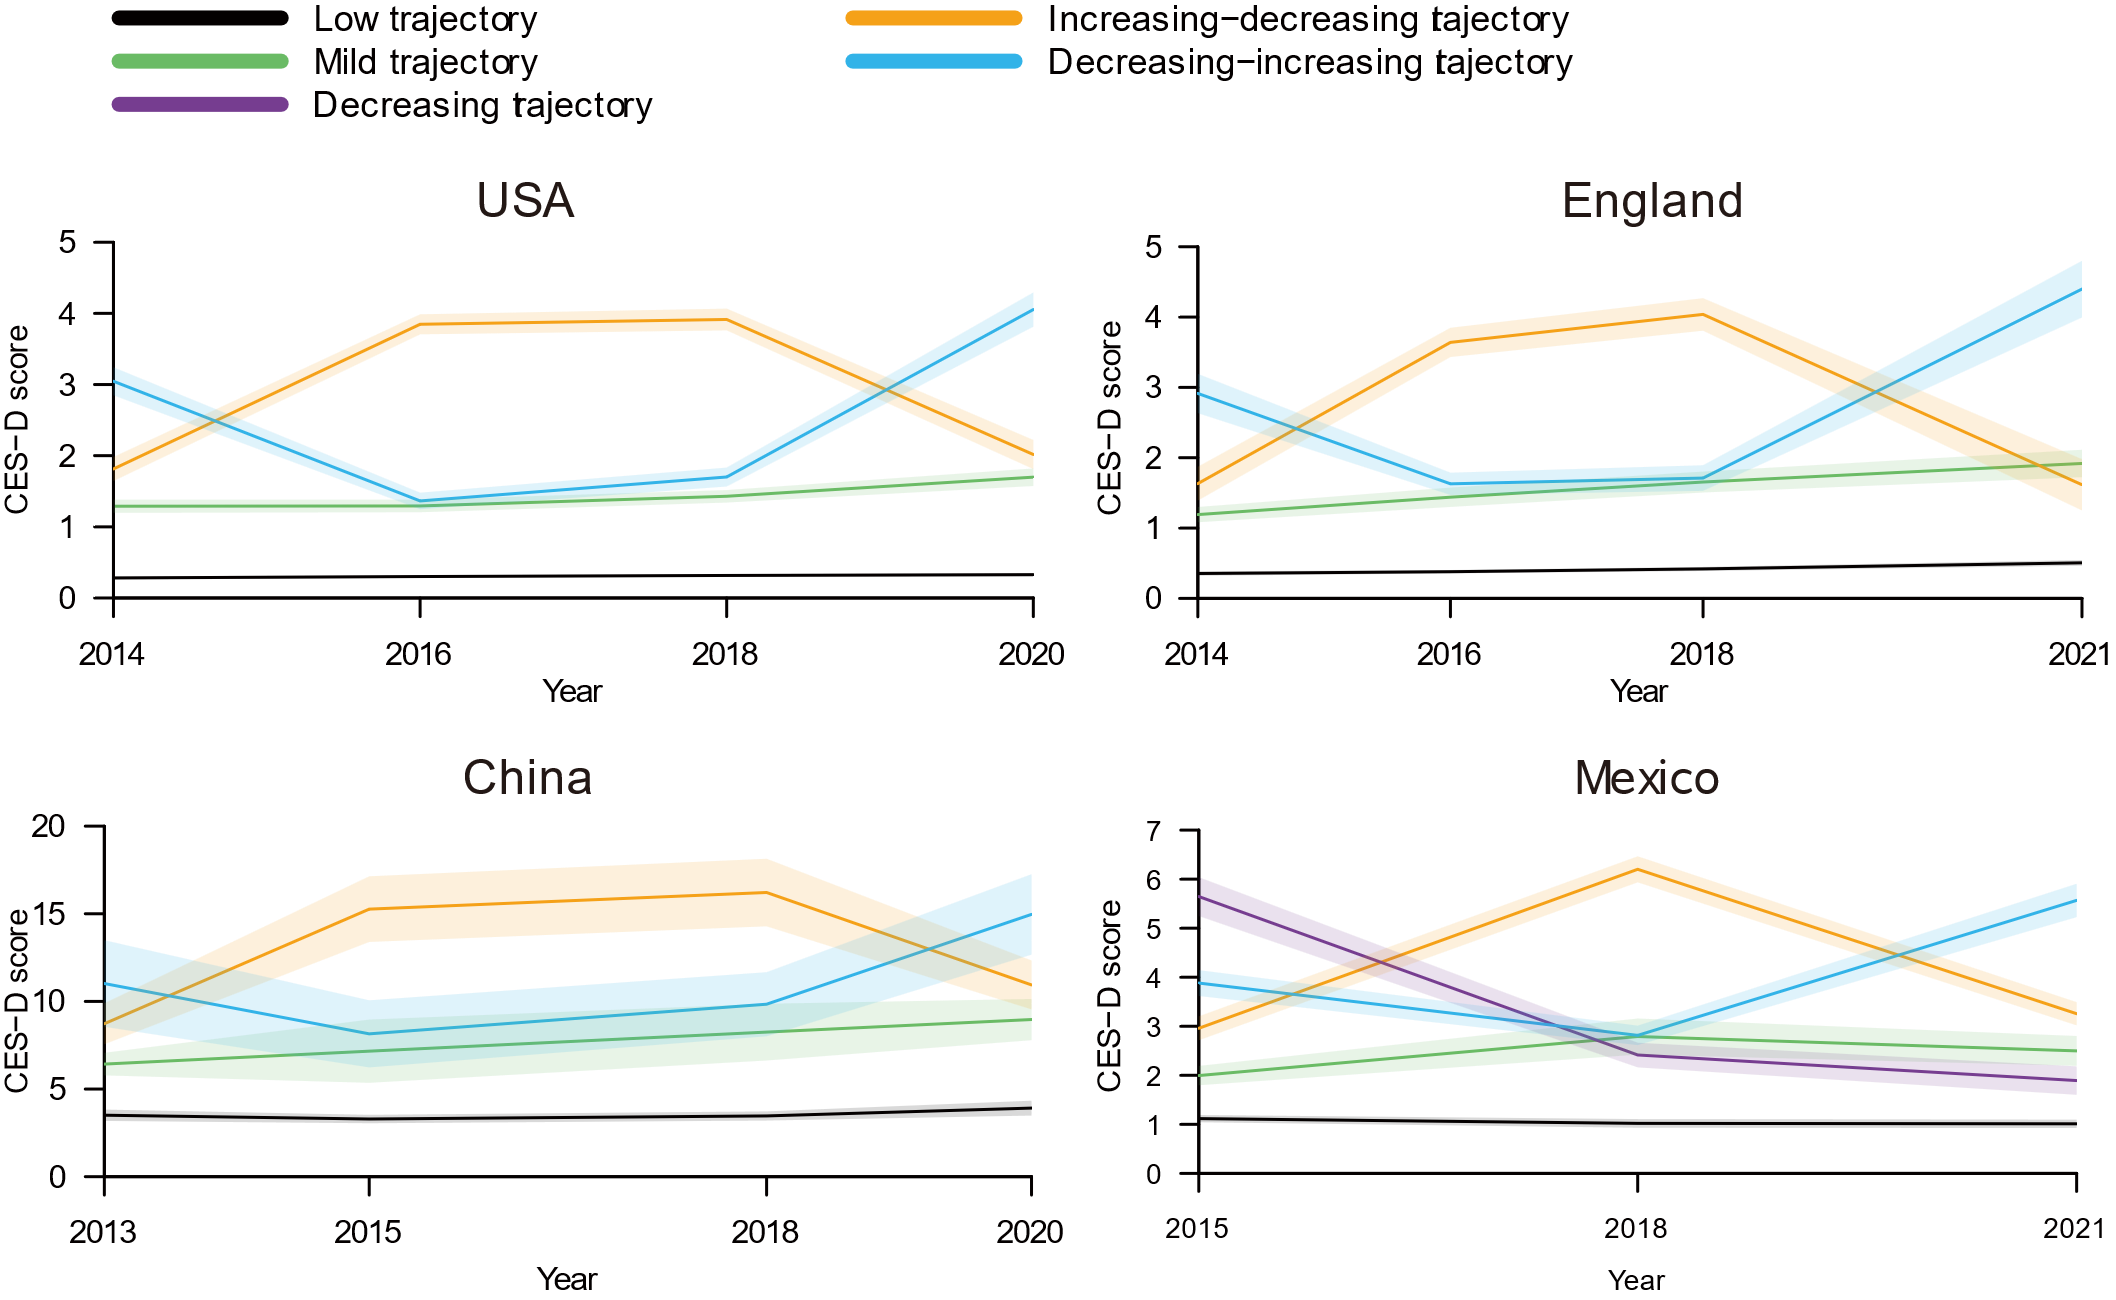 Low trajectory
Mild trajectory
Decreasing trajectory
Increasing−decreasing trajectory
Decreasing−increasing trajectory
USA
CES−D score
5
4
3
2
1
0
2014 2016 2018 2020
Year
England
CES−D score
5
4
3
2
1
0
2014 2016 2018 2021
Year
China
CES−D score
20
15
10
5
0
2013 2015 2018 2020
Year
Mexico
CES−D score
7
6
5
4
3
2
1
0
2015 2018 2021
Year